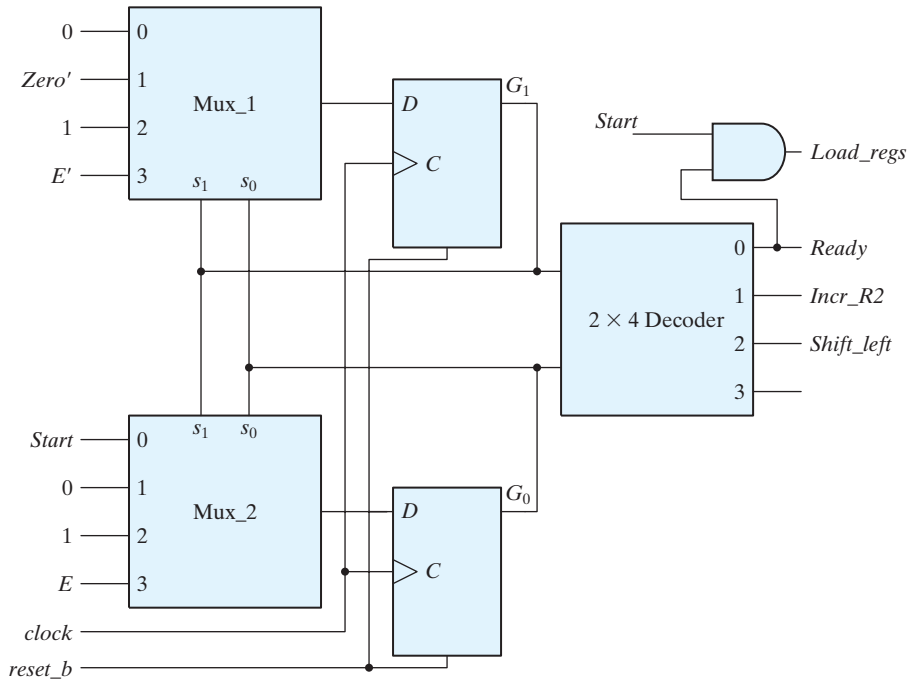 0 0
Zero' 1
Mux_1
1 2
E' 3
s1 s0
D
C
G1
Start
Load_regs
0 Ready
1 Incr_R2
2 × 4 Decoder
2 Shift_left
3
s1 s0
Start 0
0 1
Mux_2
1 2
E 3
D
C
G0
clock
reset_b